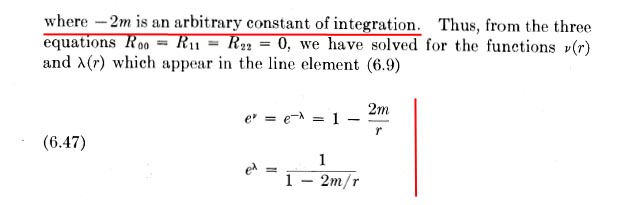 where −2m is an arbitrary constant of integration. Thus, from the three
equations R₀₀ = R₁₁ = R₂₂ = 0, we have solved for the functions ν(r)
and λ(r) which appear in the line element (6.9)
e^ν = e^−λ = 1 − 2m/r
(6.47)
e^λ = 1/(1 − 2m/r)